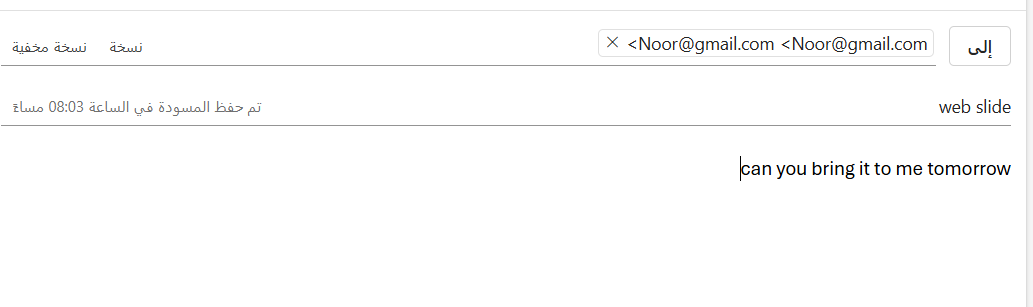 إلى <Noor@gmail.com <Noor@gmail.com × نسخة نسخة مخفية
web slide تم حفظ المسودة في الساعة 08:03 مساءً
can you bring it to me tomorrow